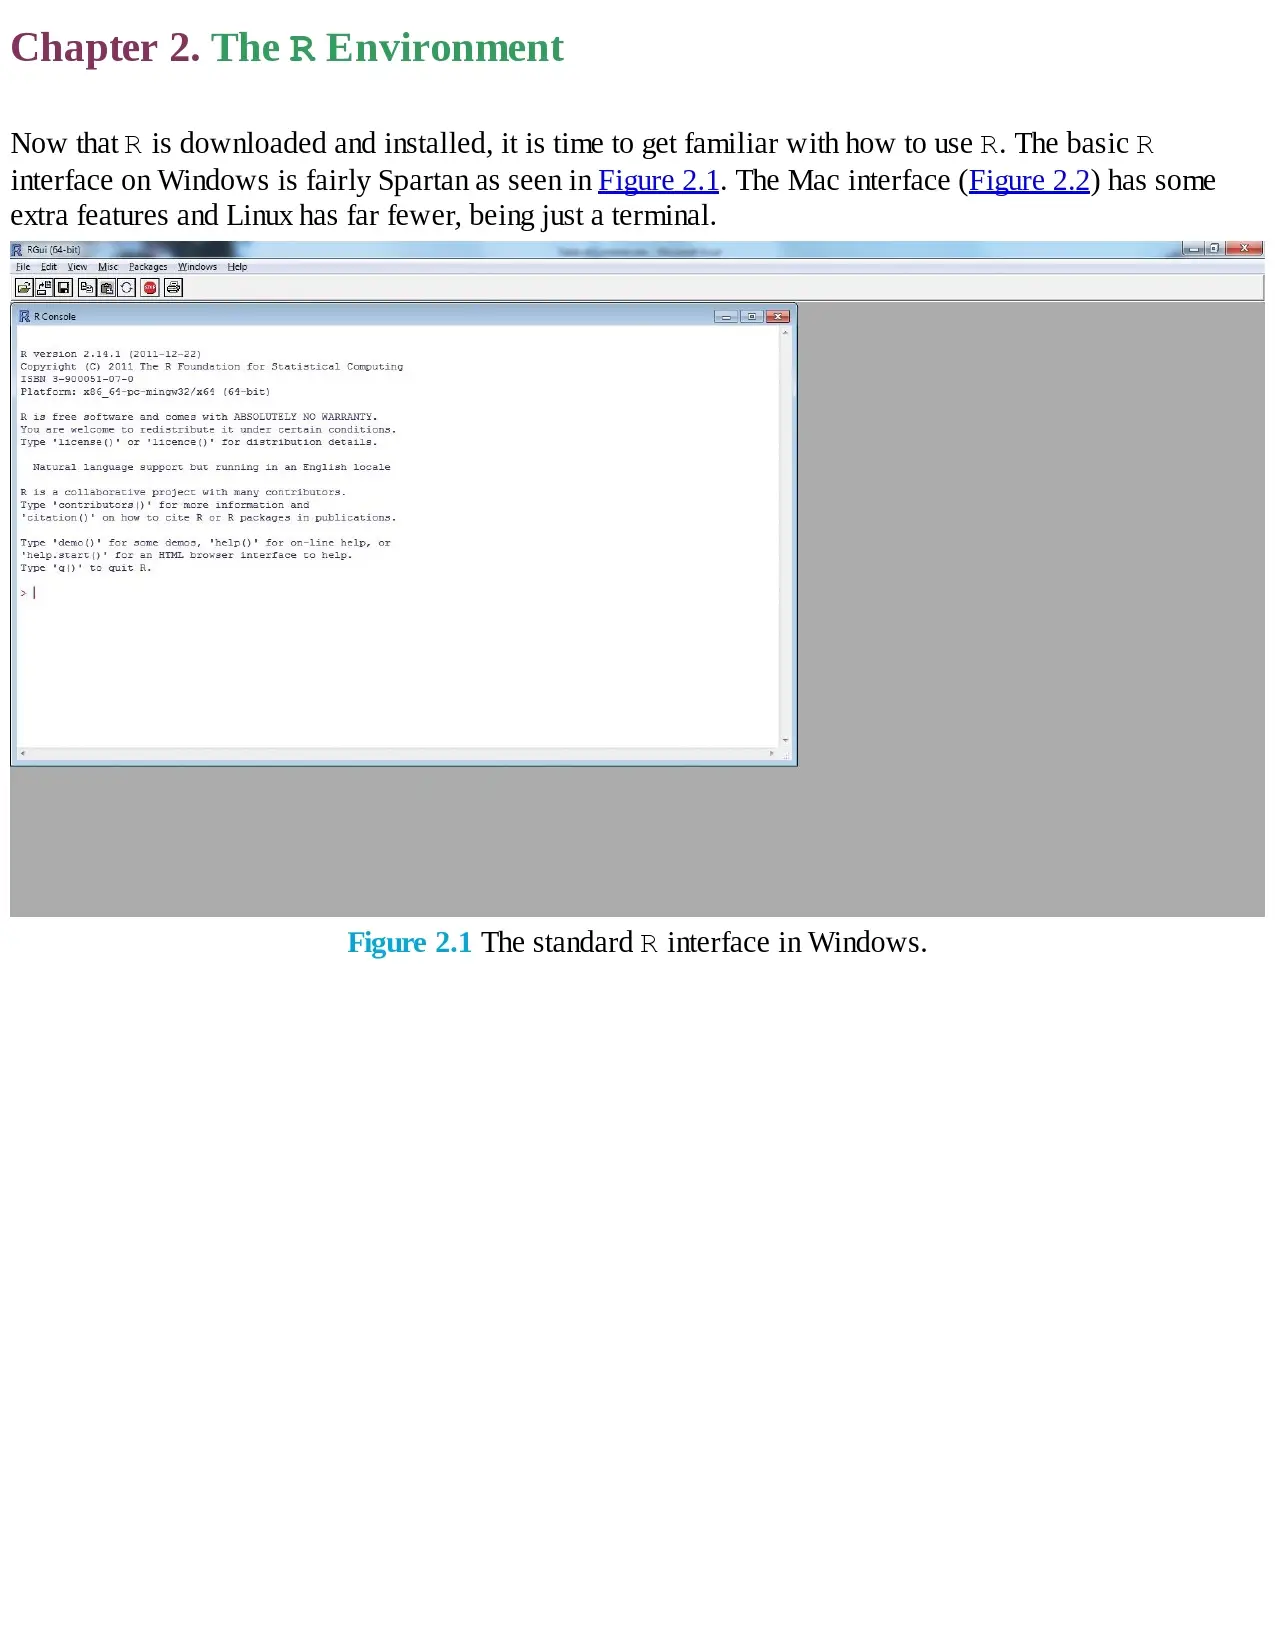 Chapter 2. The R Environment
Now that R is downloaded and installed, it is time to get familiar with how to use R. The basic R
interface on Windows is fairly Spartan as seen in Figure 2.1. The Mac interface (Figure 2.2) has some
extra features and Linux has far fewer, being just a terminal.
RGui (64-bit)
File Edit View Misc Packages Windows Help
STOP
R Console
R version 2.14.1 (2011-12-22)
Copyright (C) 2011 The R Foundation for Statistical Computing
ISBN 3-900051-07-0
Platform: x86_64-pc-mingw32/x64 (64-bit)
R is free software and comes with ABSOLUTELY NO WARRANTY.
You are welcome to redistribute it under certain conditions.
Type 'license()' or 'licence()' for distribution details.
Natural language support but running in an English locale
R is a collaborative project with many contributors.
Type 'contributors()' for more information and
'citation()' on how to cite R or R packages in publications.
Type 'demo()' for some demos, 'help()' for on-line help, or
'help.start()' for an HTML browser interface to help.
Type 'q()' to quit R.
>
Figure 2.1 The standard R interface in Windows.